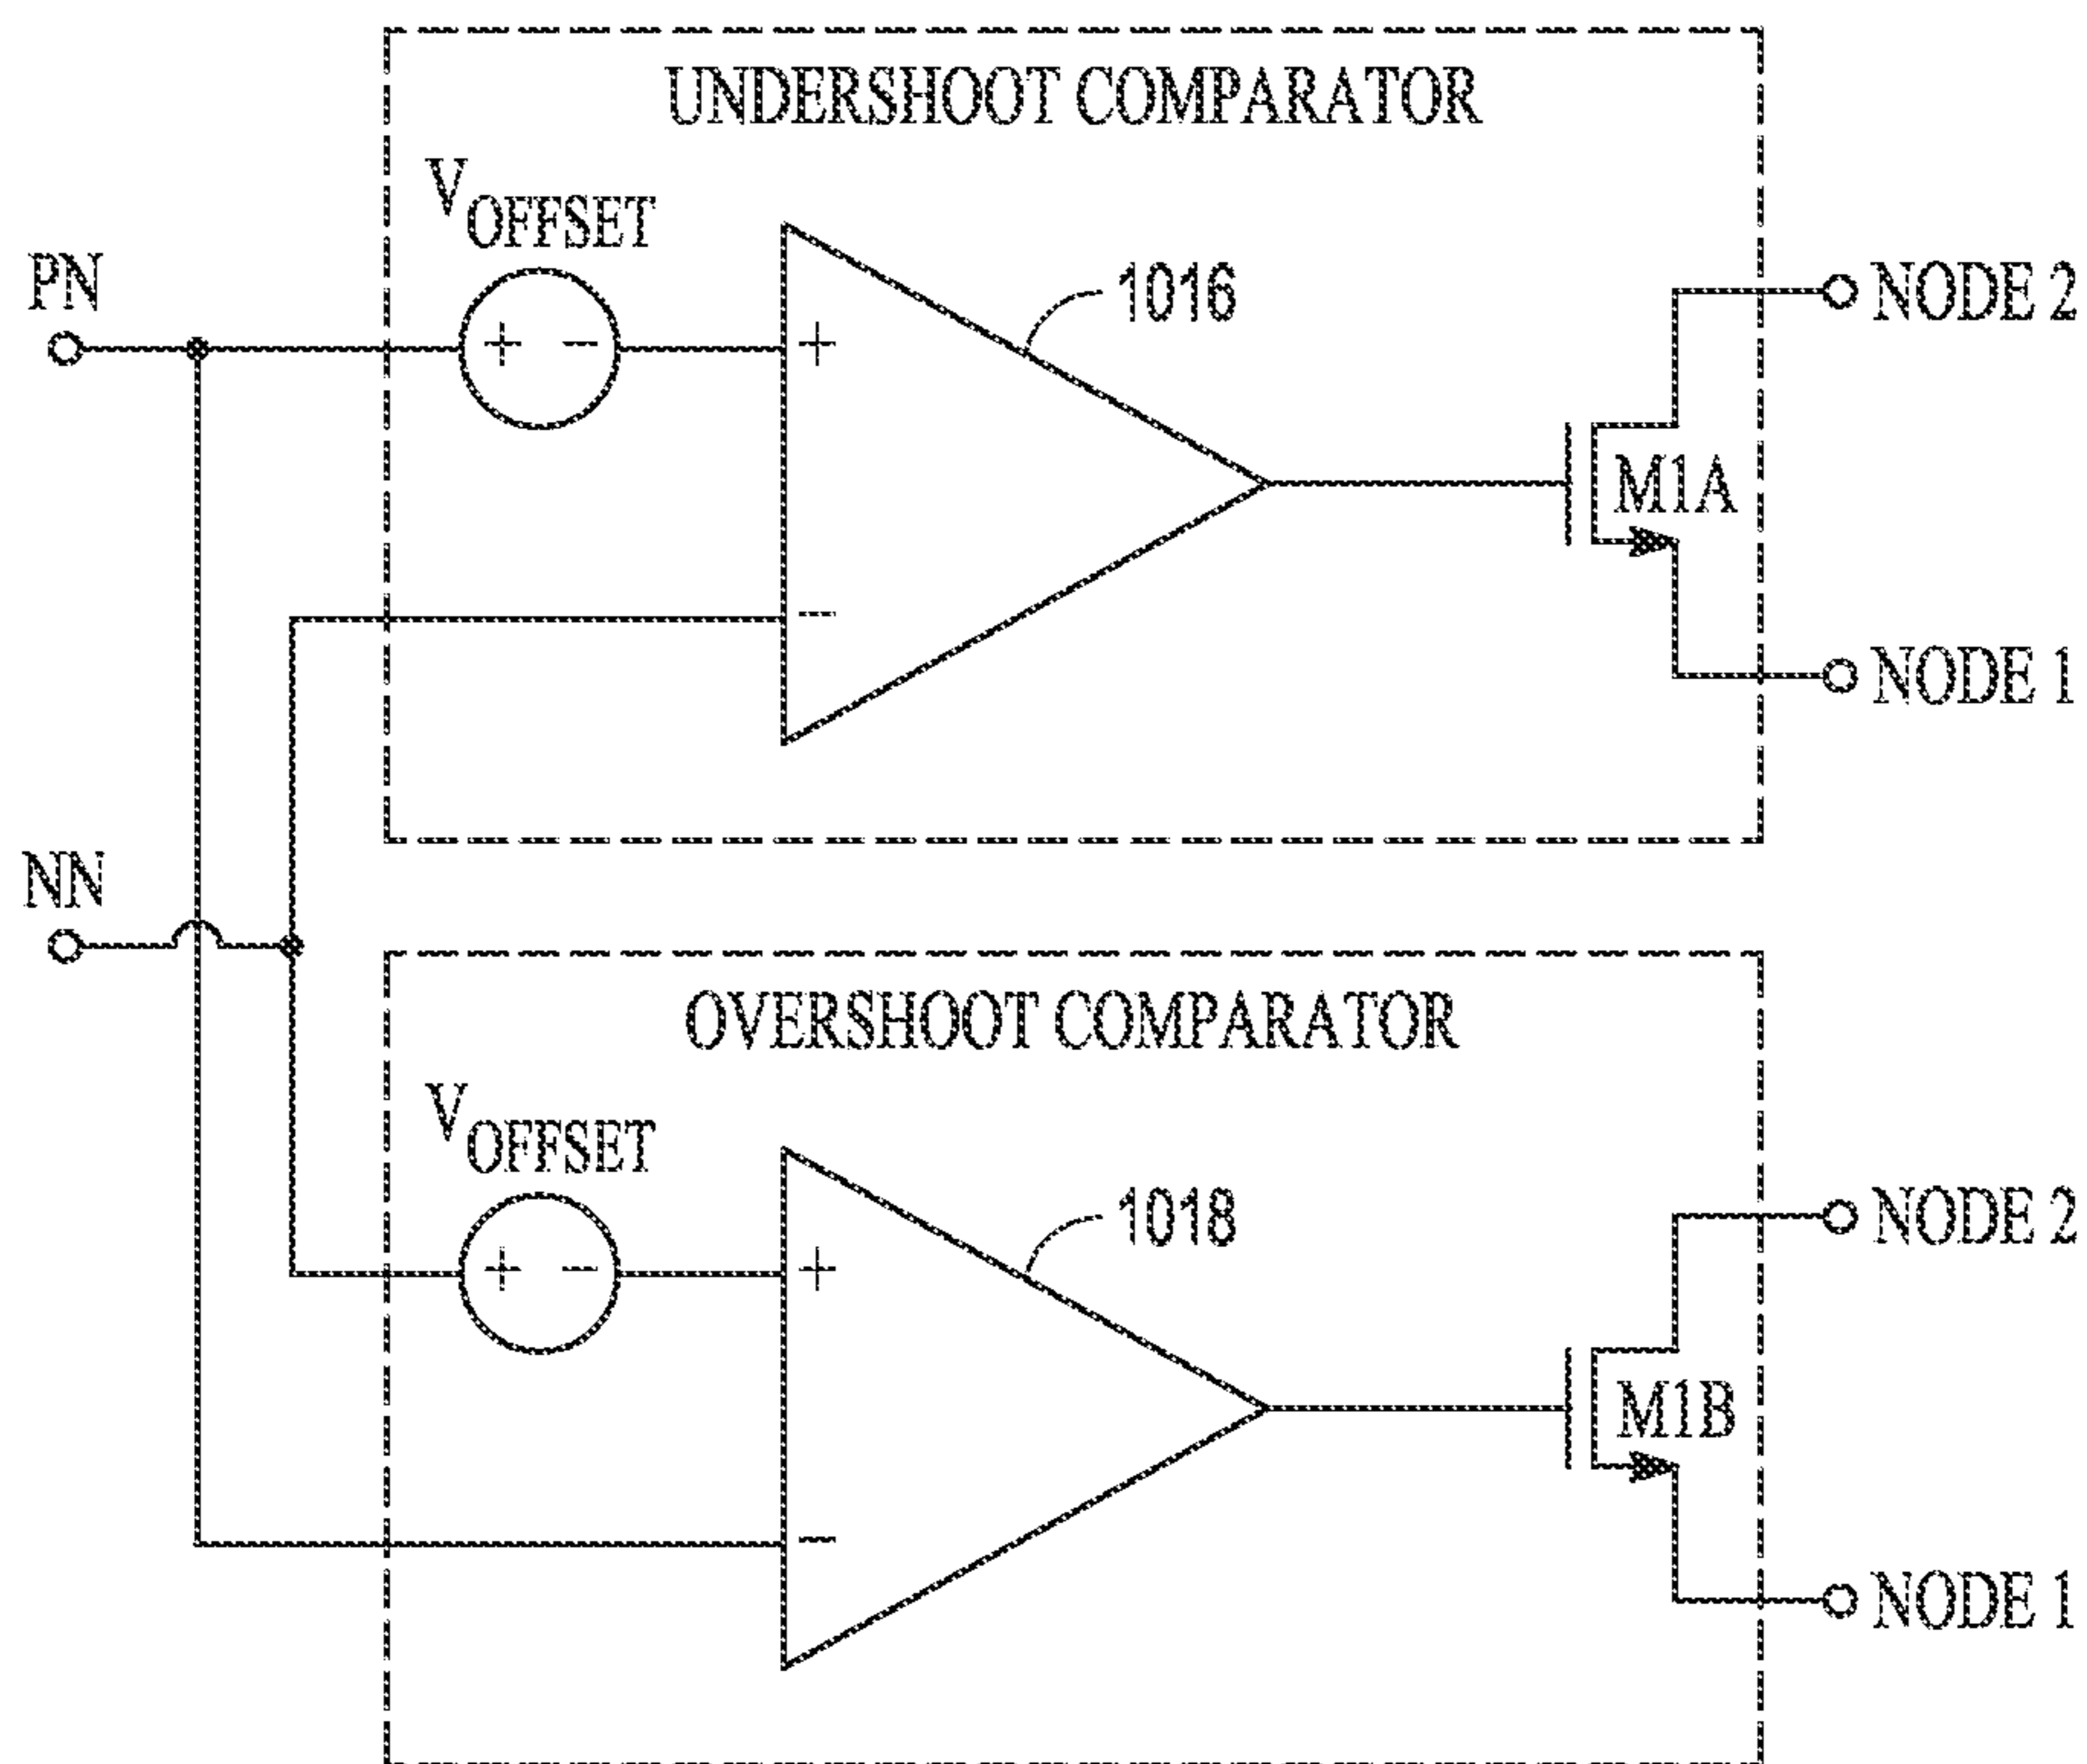 UNDERSHOOT COMPARATOR
VOFFSET
PN
+ −
+
1016
NODE 2
M1A
−
NODE 1
NN
OVERSHOOT COMPARATOR
VOFFSET
+ −
+
1018
NODE 2
M1B
−
NODE 1